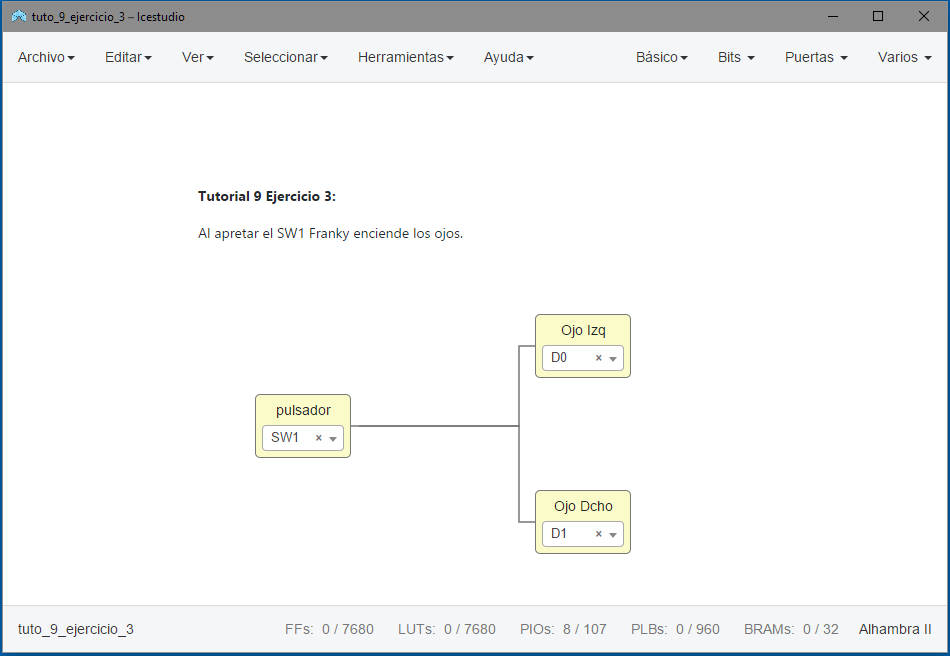 tuto_9_ejercicio_3 – Icestudio
Archivo Editar Ver Seleccionar Herramientas Ayuda Básico Bits Puertas Varios
Tutorial 9 Ejercicio 3:
Al apretar el SW1 Franky enciende los ojos.
Ojo Izq
D0 ×
pulsador
SW1 ×
Ojo Dcho
D1 ×
tuto_9_ejercicio_3 FFs: 0 / 7680 LUTs: 0 / 7680 PIOs: 8 / 107 PLBs: 0 / 960 BRAMs: 0 / 32 Alhambra II